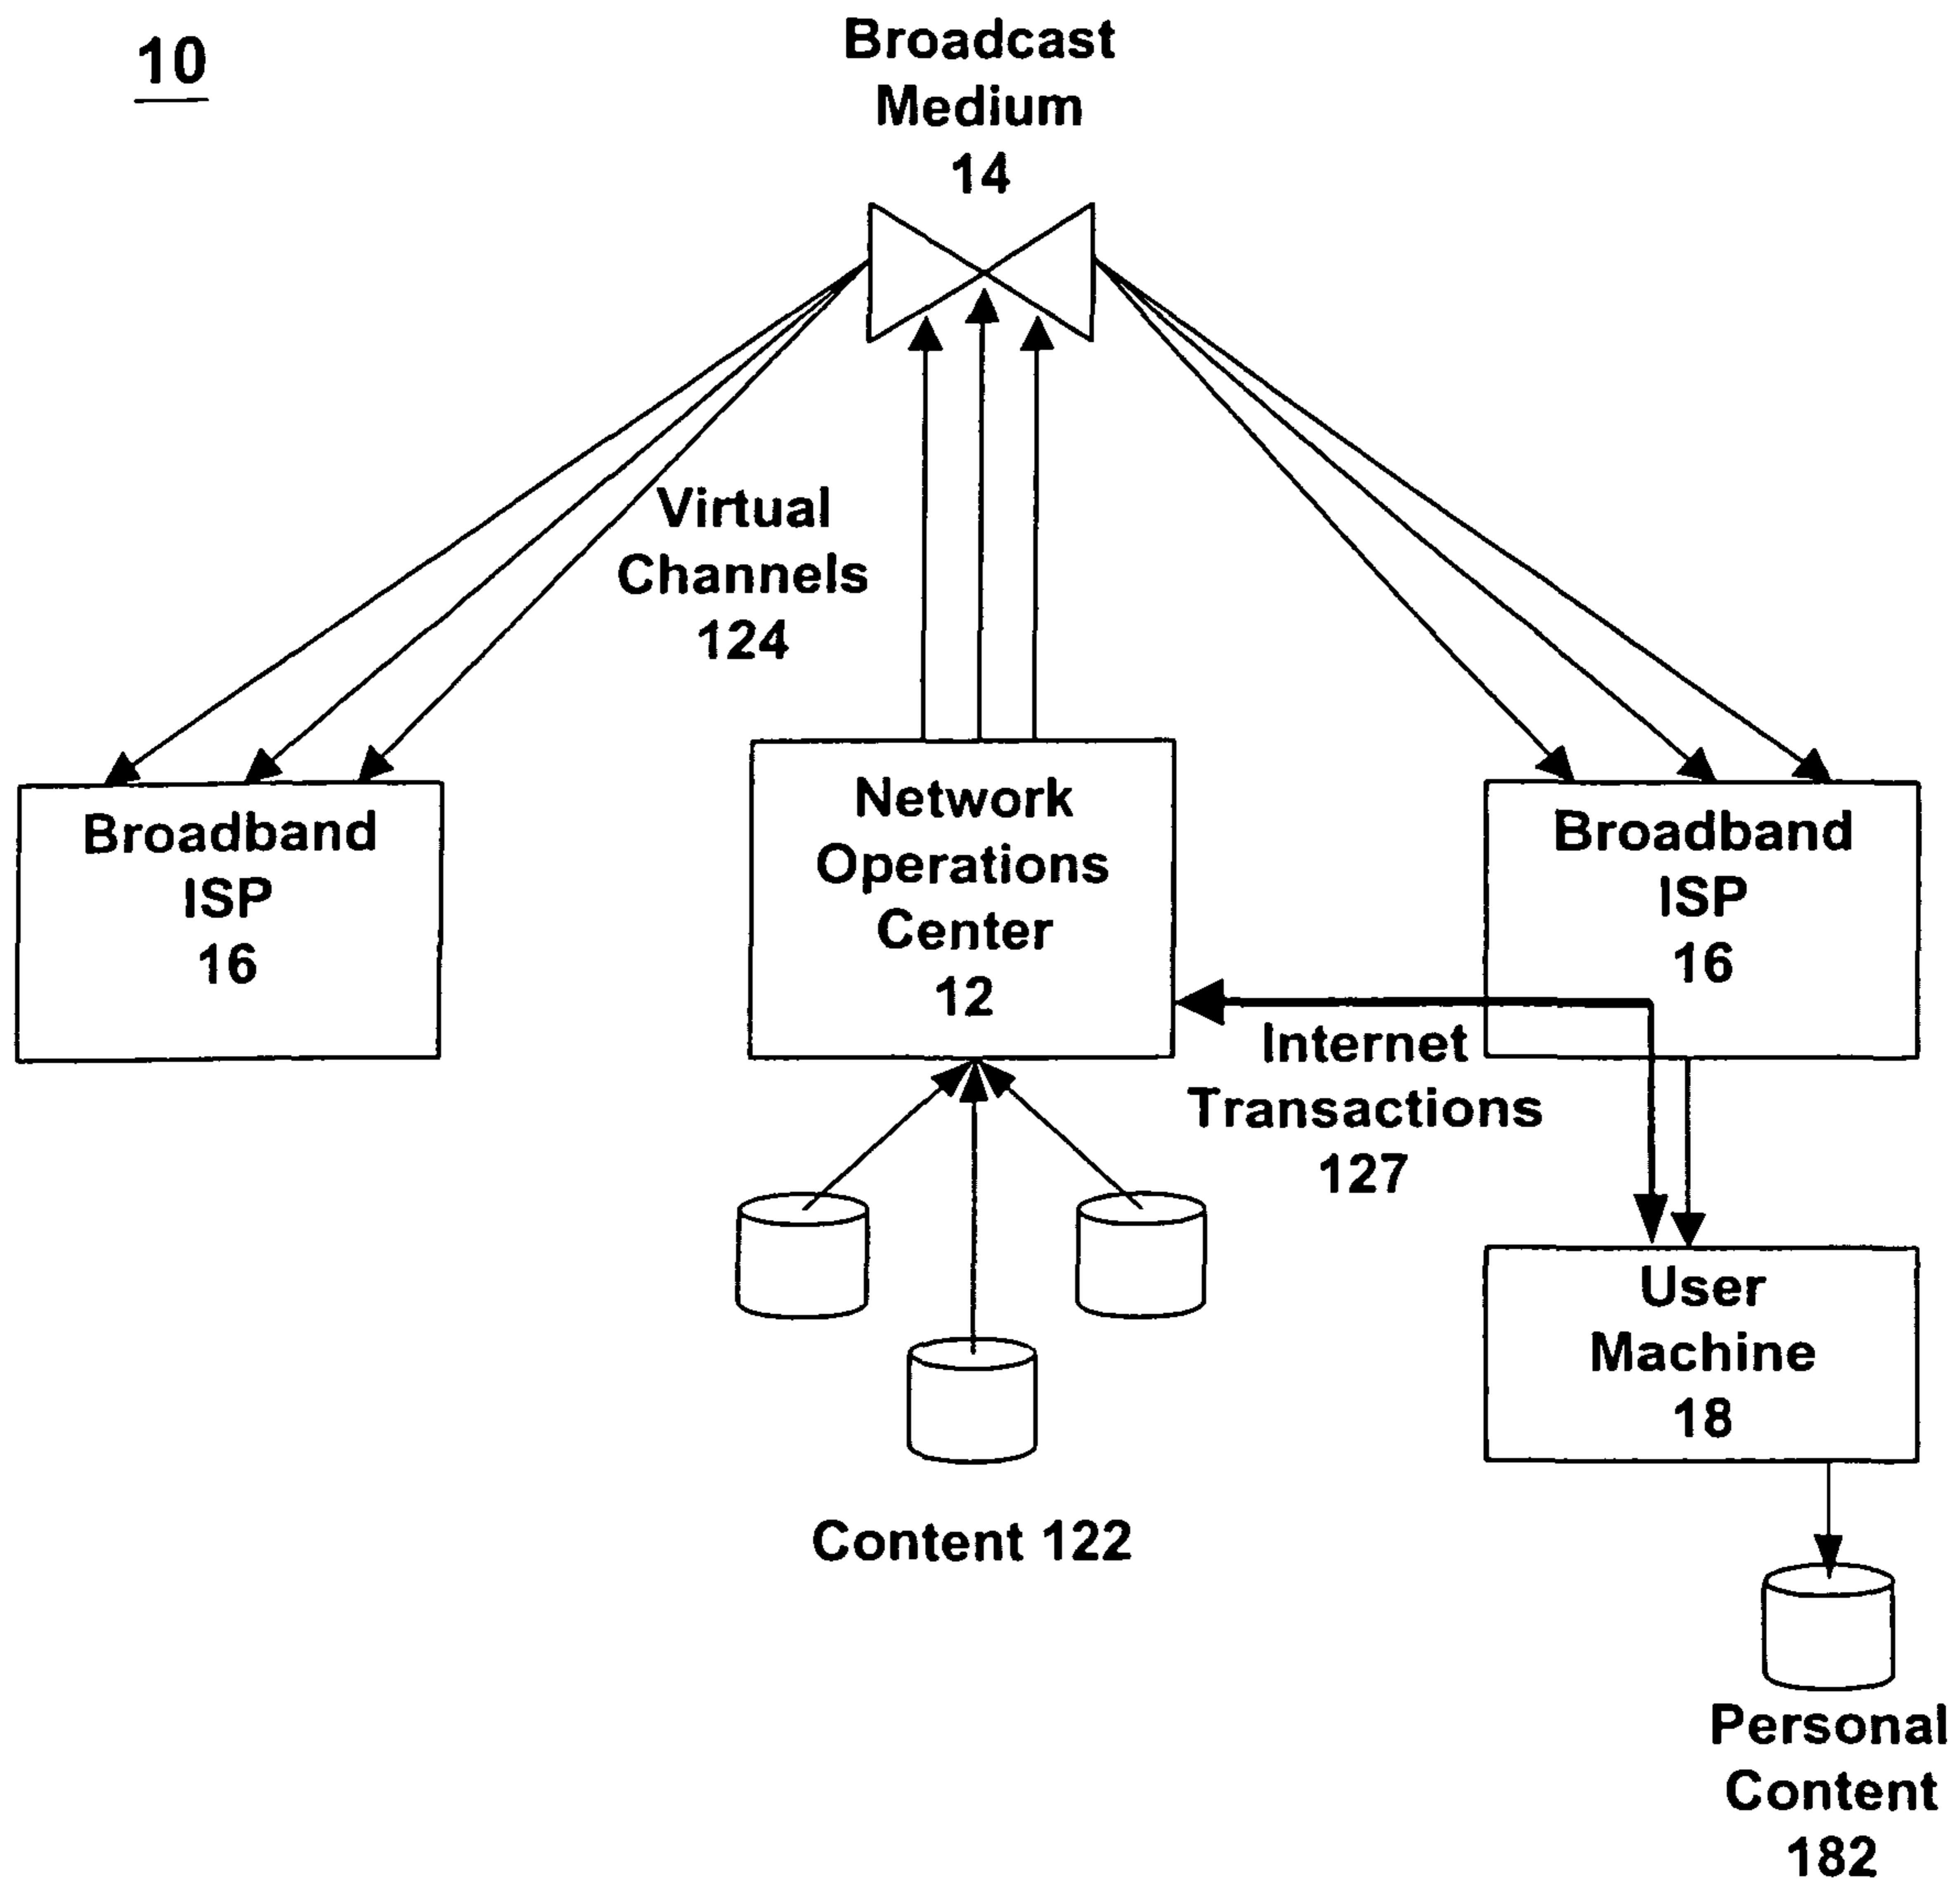 10
Broadcast
Medium
14
Virtual
Channels
124
Broadband
ISP
16
Network
Operations
Center
12
Broadband
ISP
16
Internet
Transactions
127
User
Machine
18
Content 122
Personal
Content
182